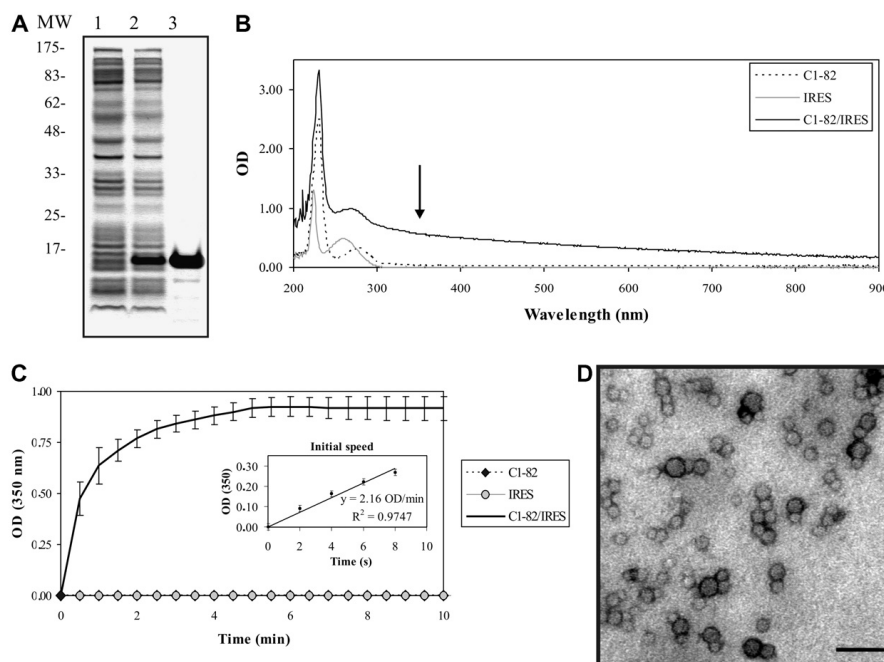 A
MW 1 2 3
175-
83-
62-
48-
33-
25-
17-
B
OD
3.00
2.00
1.00
0.00
200 300 400 500 600 700 800 900
Wavelength (nm)
C1-82
IRES
C1-82/IRES
C
OD (350 nm)
1.00
0.75
0.50
0.25
0.00
0 2 4 6 8 10
Time (min)
Initial speed
OD (350)
0.30
0.20
0.10
0.00
y = 2.16 OD/min
R² = 0.9747
0 2 4 6 8 10
Time (s)
C1-82
IRES
C1-82/IRES
D